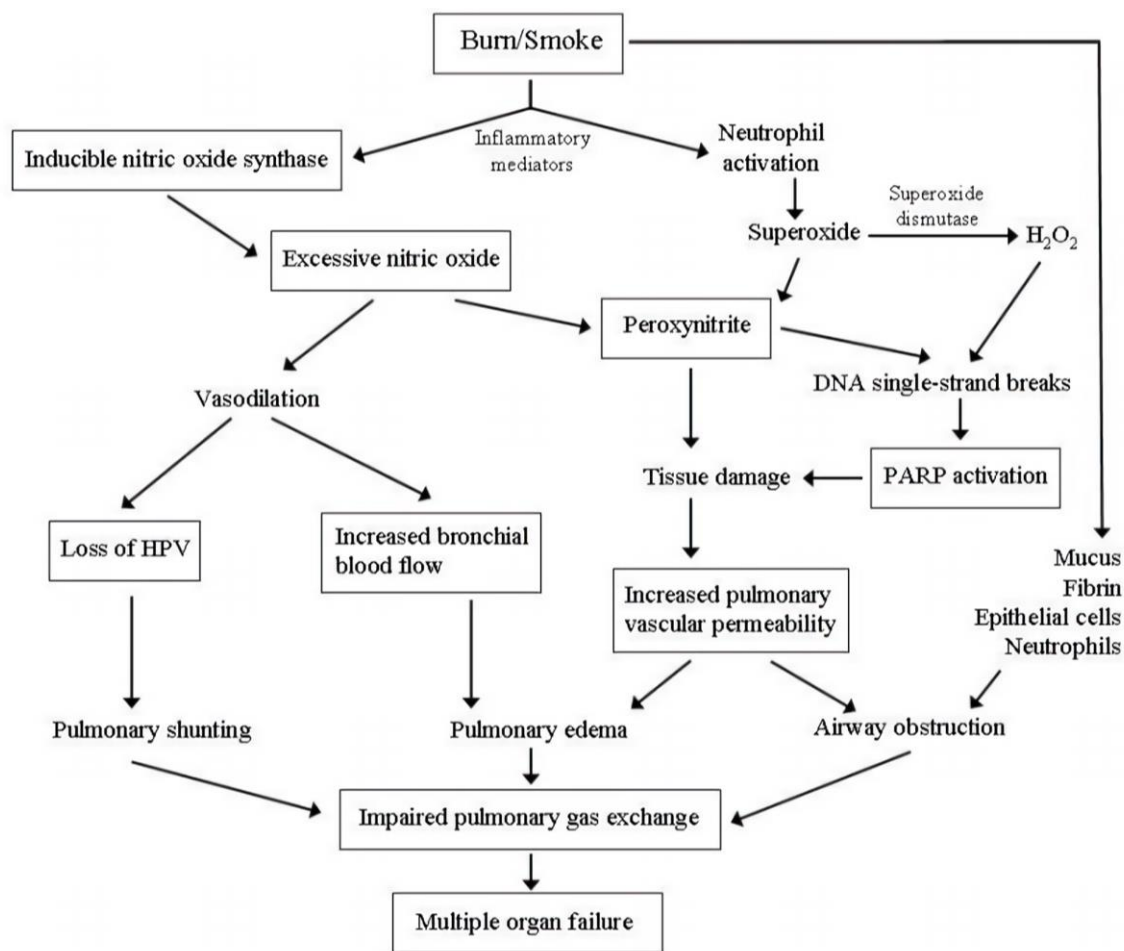 Burn/Smoke
Inflammatory
mediators
Neutrophil
activation
Inducible nitric oxide synthase
Superoxide
dismutase
Superoxide
H₂O₂
Excessive nitric oxide
Peroxynitrite
DNA single-strand breaks
Vasodilation
Tissue damage
PARP activation
Loss of HPV
Increased bronchial
blood flow
Increased pulmonary
vascular permeability
Mucus
Fibrin
Epithelial cells
Neutrophils
Pulmonary shunting
Pulmonary edema
Airway obstruction
Impaired pulmonary gas exchange
Multiple organ failure